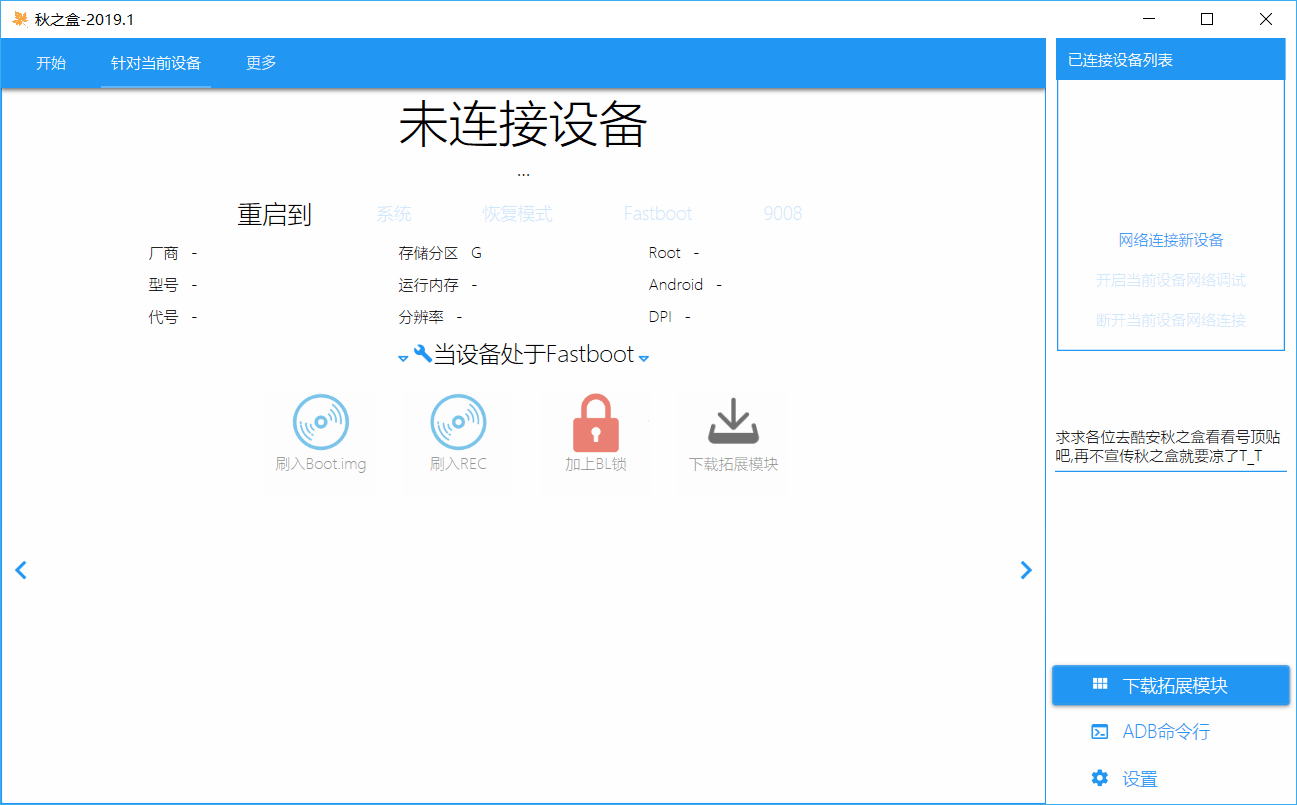 秋之盒-2019.1
开始 针对当前设备 更多
已连接设备列表
未连接设备
...
重启到 系统 恢复模式 Fastboot 9008
厂商 - 存储分区 G Root -
型号 - 运行内存 - Android -
代号 - 分辨率 - DPI -
当设备处于Fastboot
刷入Boot.img 刷入REC 加上BL锁 下载拓展模块
网络连接新设备
开启当前设备网络调试
断开当前设备网络连接
求求各位去酷安秋之盒看看号顶贴
吧,再不宣传秋之盒就要凉了T_T
下载拓展模块
ADB命令行
设置